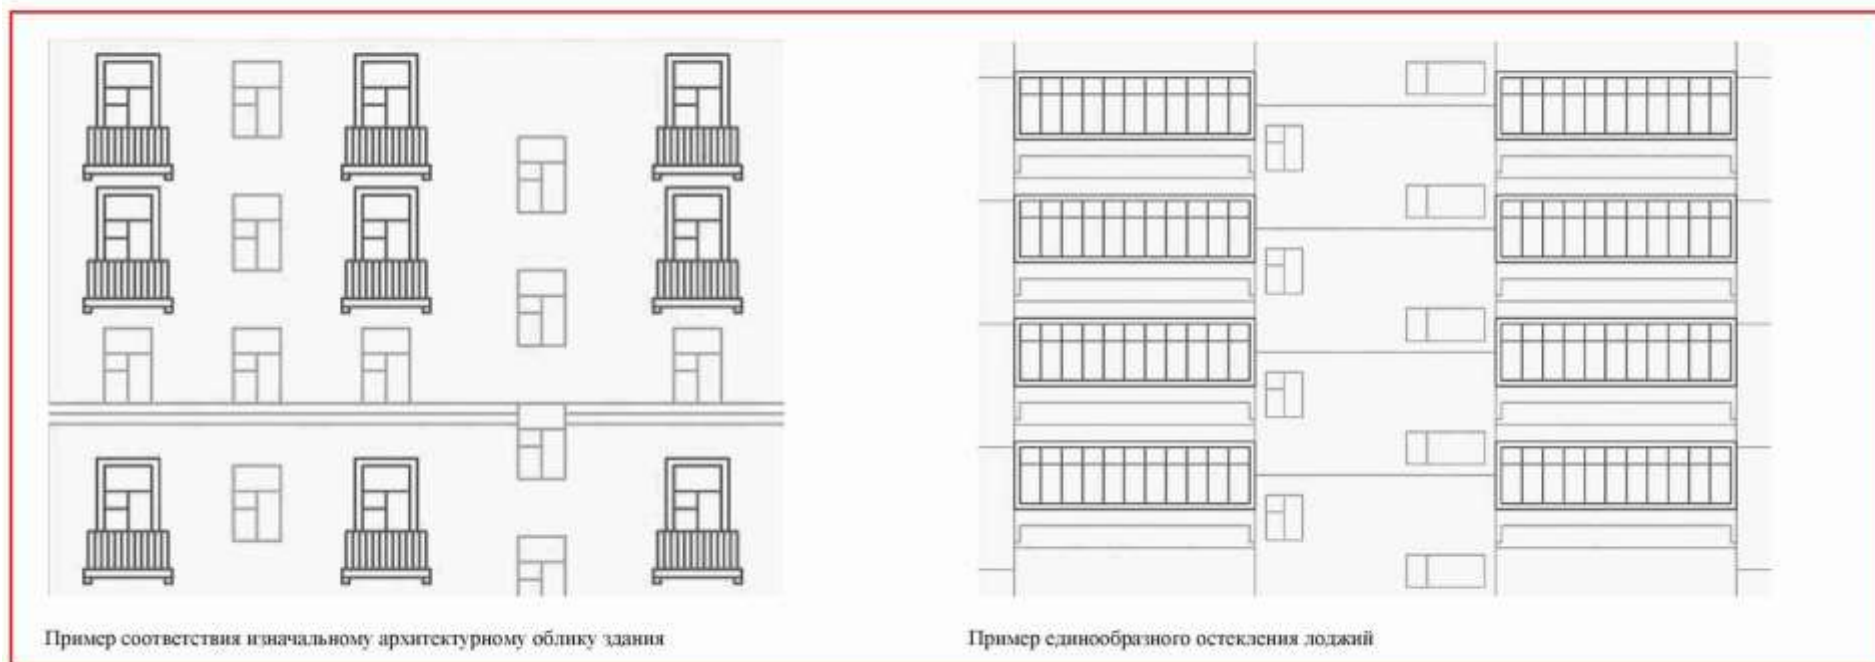 Пример соответствия изначальному архитектурному облику здания
Пример единообразного остекления лоджий